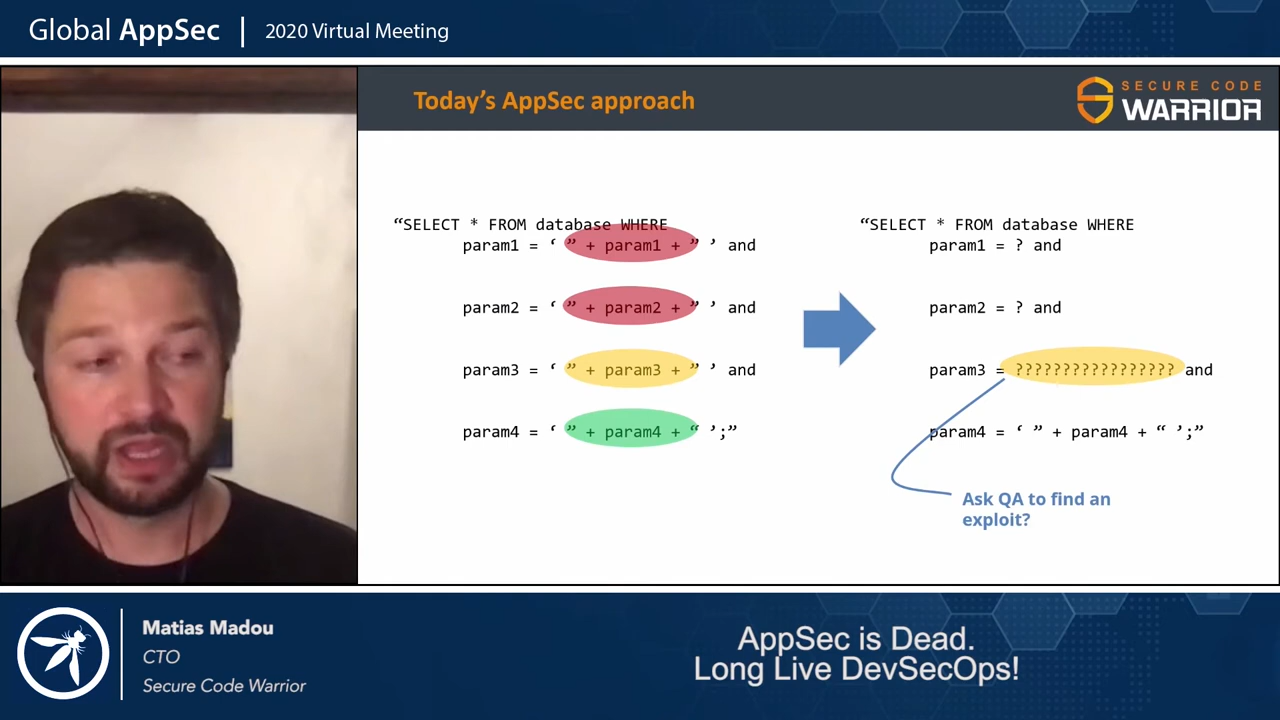 Global AppSec | 2020 Virtual Meeting
Today’s AppSec approach
SECURE CODE
WARRIOR
“SELECT * FROM database WHERE
param1 = ‘ ” + param1 + ” ’ and
param2 = ‘ ” + param2 + ” ’ and
param3 = ‘ ” + param3 + ” ’ and
param4 = ‘ ” + param4 + “ ’;”
“SELECT * FROM database WHERE
param1 = ? and
param2 = ? and
param3 = ????????????????? and
param4 = ‘ ” + param4 + “ ’;”
Ask QA to find an
exploit?
Matias Madou
CTO
Secure Code Warrior
AppSec is Dead.
Long Live DevSecOps!